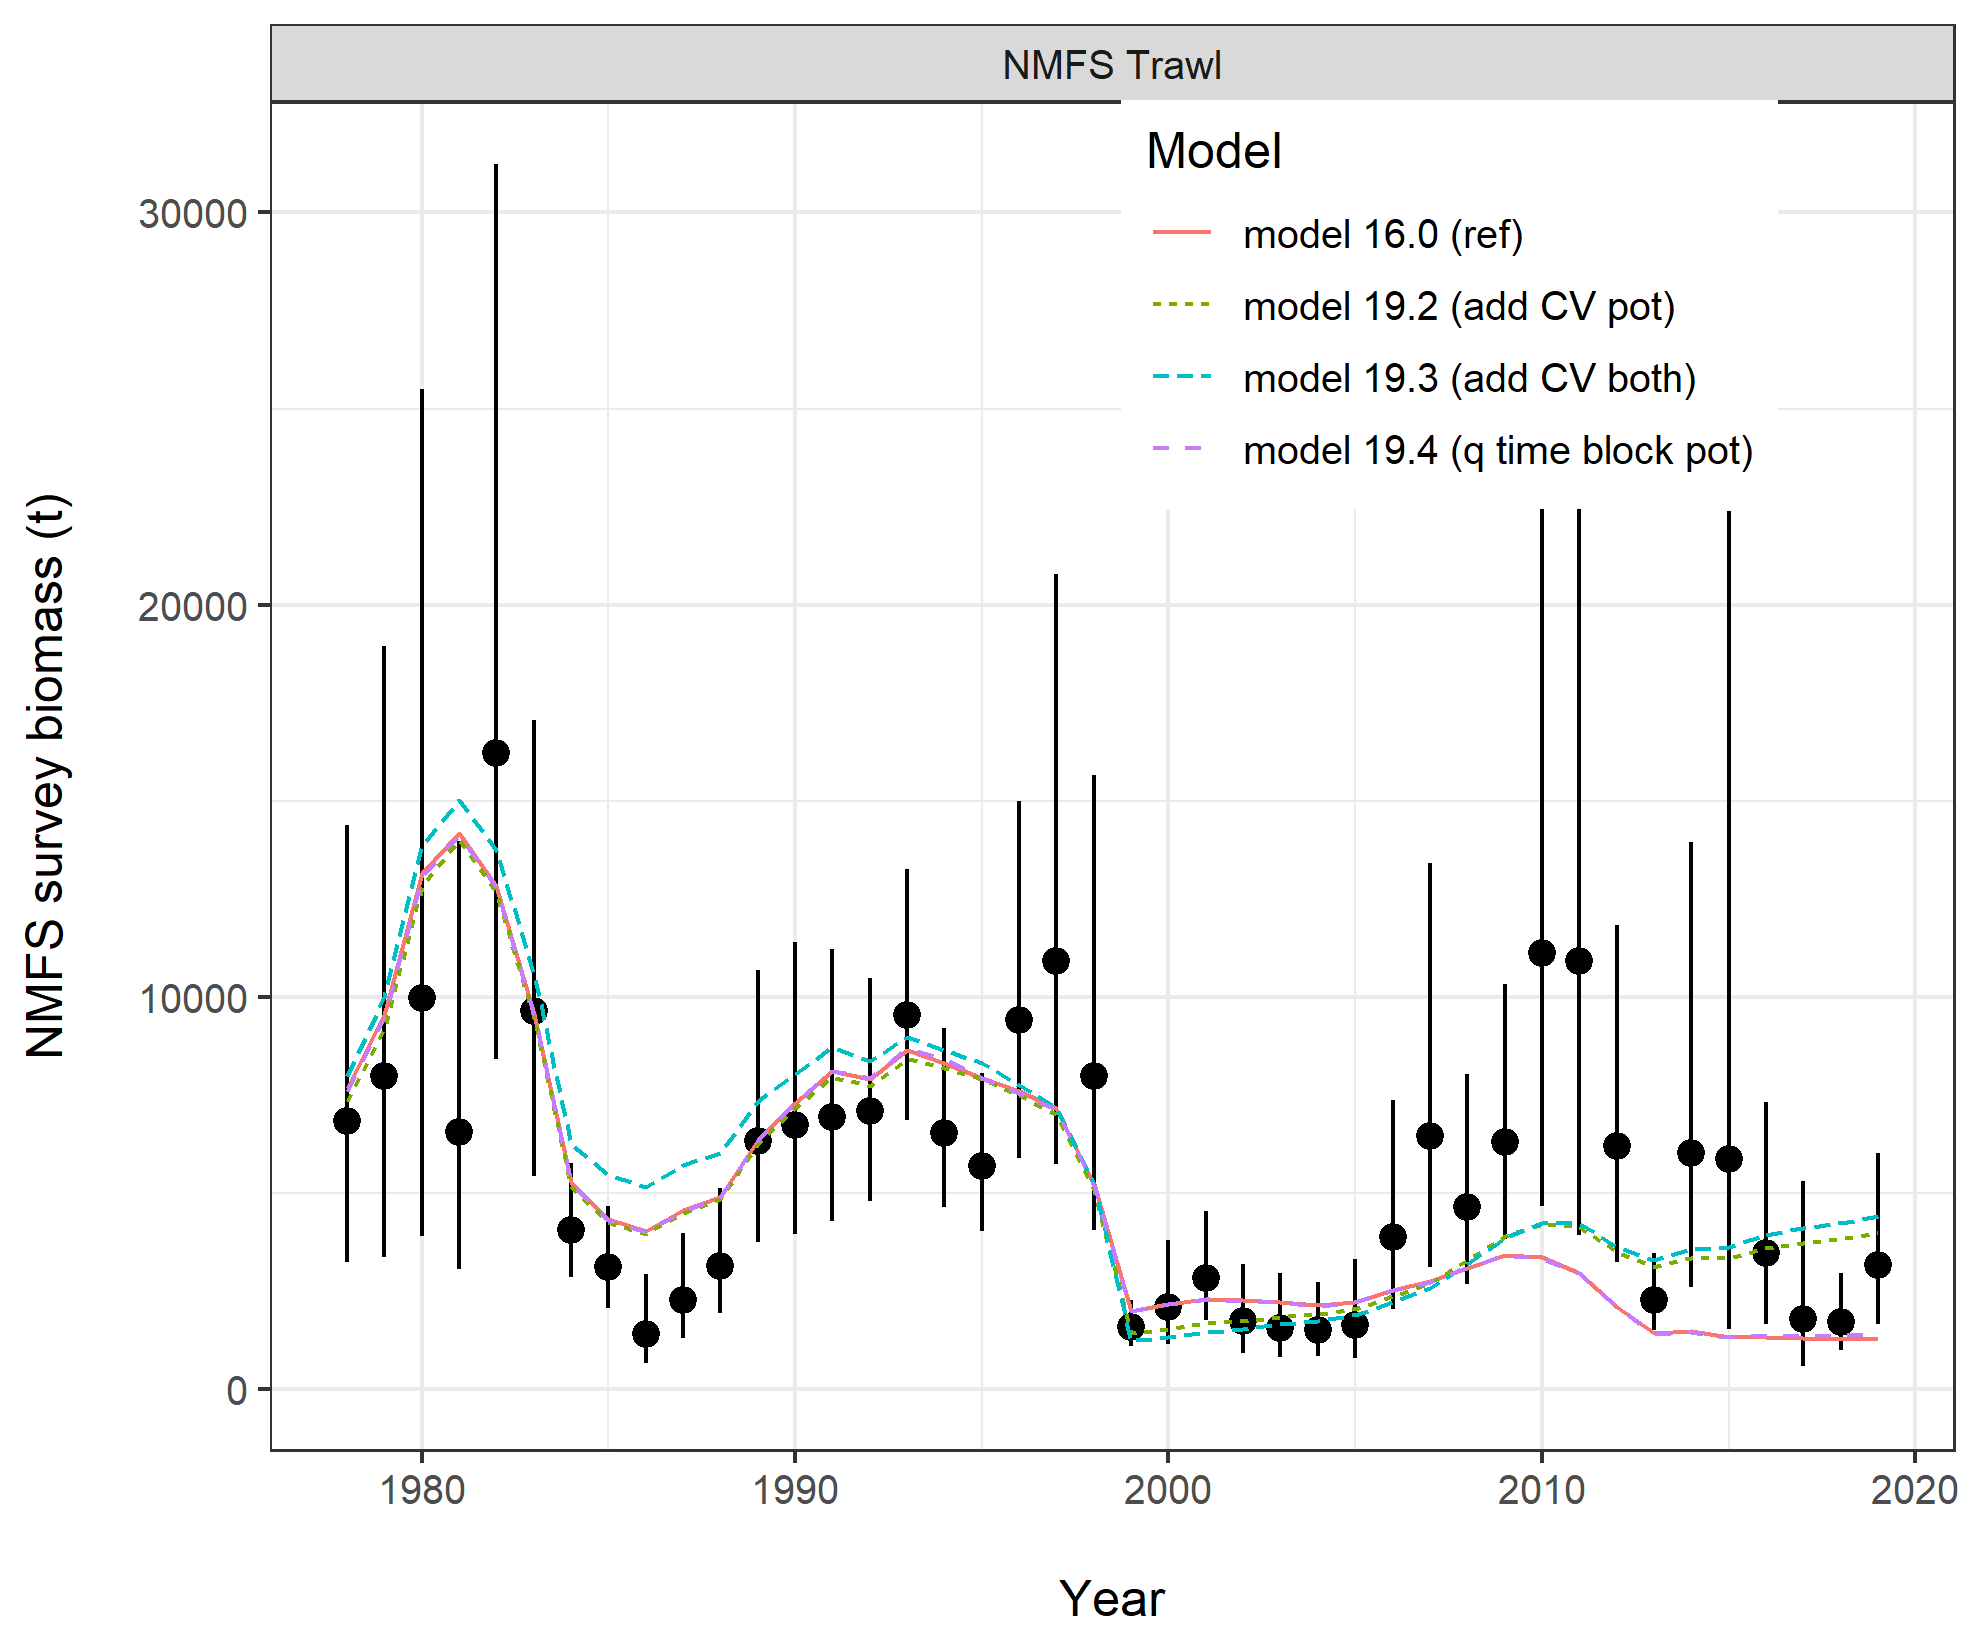 NMFS Trawl
Model
model 16.0 (ref)
model 19.2 (add CV pot)
model 19.3 (add CV both)
model 19.4 (q time block pot)
NMFS survey biomass (t)
30000
20000
10000
0
1980 1990 2000 2010 2020
Year